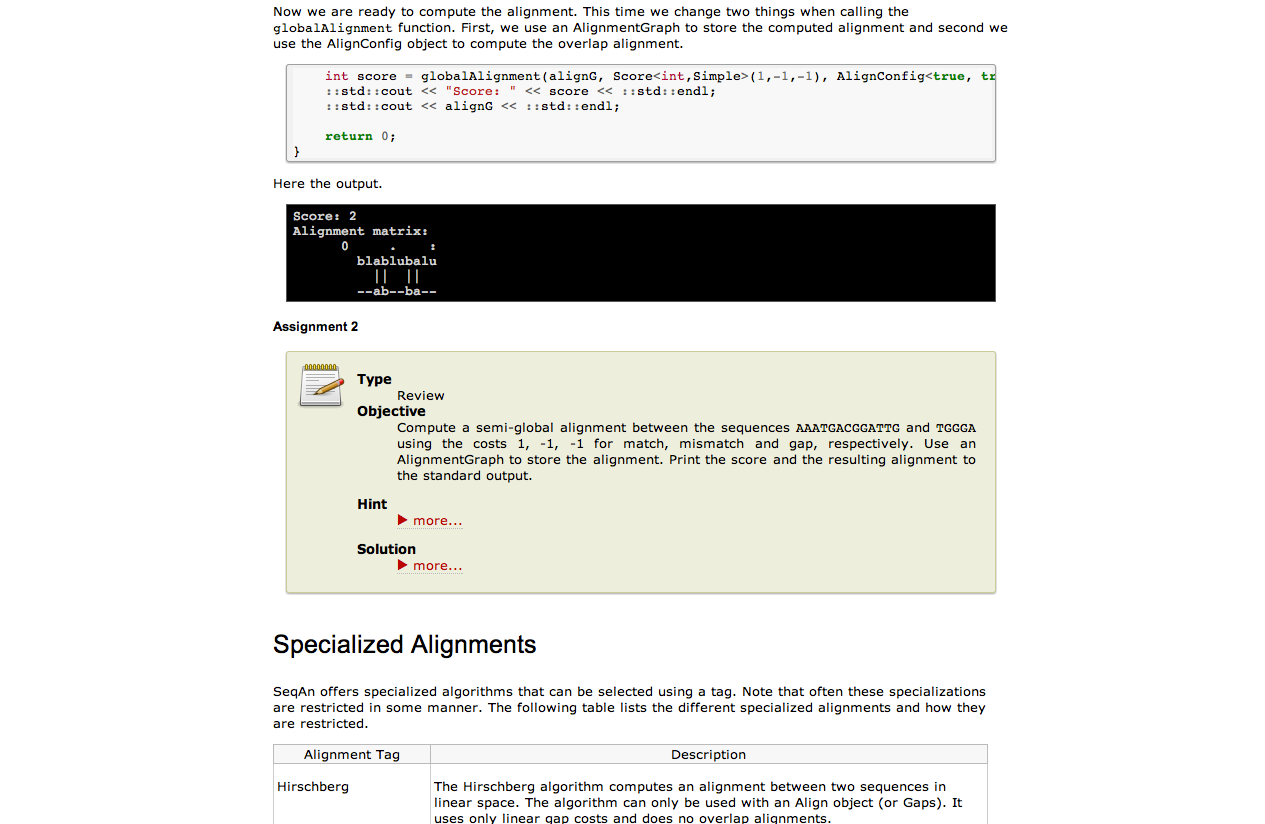 Now we are ready to compute the alignment. This time we change two things when calling the
globalAlignment function. First, we use an AlignmentGraph to store the computed alignment and second we
use the AlignConfig object to compute the overlap alignment.
int score = globalAlignment(alignG, Score<int,Simple>(1,-1,-1), AlignConfig<true, tr
::std::cout << "Score: " << score << ::std::endl;
::std::cout << alignG << ::std::endl;
return 0;
}
Here the output.
Score: 2
Alignment matrix:
0     .    :
blablubalu
||  ||
--ab--ba--
Assignment 2
Type
Review
Objective
Compute a semi-global alignment between the sequences AAATGACGGATTG and TGGGA
using the costs 1, -1, -1 for match, mismatch and gap, respectively. Use an
AlignmentGraph to store the alignment. Print the score and the resulting alignment to
the standard output.
Hint
▶ more...
Solution
▶ more...
Specialized Alignments
SeqAn offers specialized algorithms that can be selected using a tag. Note that often these specializations
are restricted in some manner. The following table lists the different specialized alignments and how they
are restricted.
Alignment Tag Description
Hirschberg The Hirschberg algorithm computes an alignment between two sequences in
linear space. The algorithm can only be used with an Align object (or Gaps). It
uses only linear gap costs and does no overlap alignments.